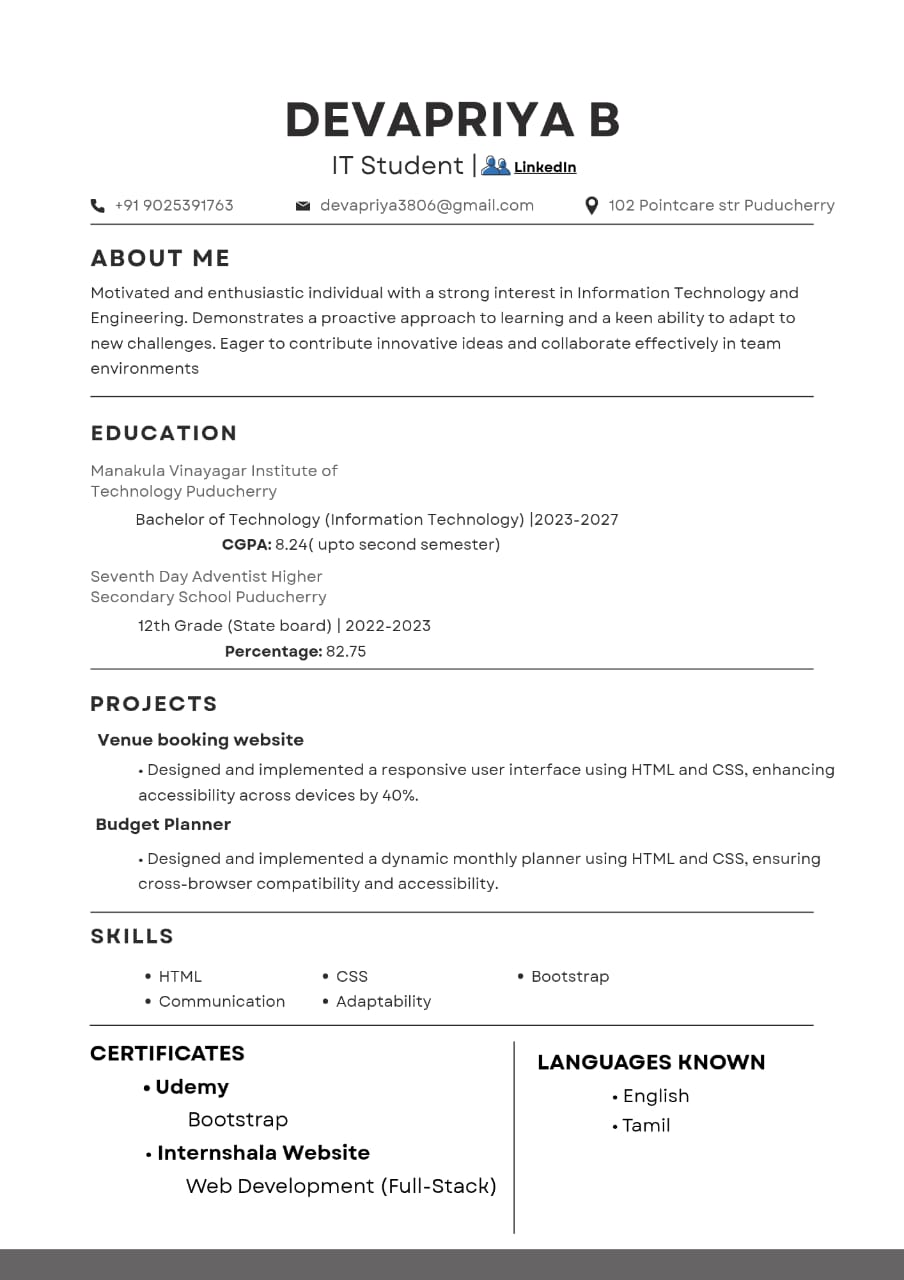 DEVAPRIYA B
IT Student | LinkedIn
+91 9025391763 devapriya3806@gmail.com 102 Pointcare str Puducherry
ABOUT ME
Motivated and enthusiastic individual with a strong interest in Information Technology and
Engineering. Demonstrates a proactive approach to learning and a keen ability to adapt to
new challenges. Eager to contribute innovative ideas and collaborate effectively in team
environments
EDUCATION
Manakula Vinayagar Institute of
Technology Puducherry
Bachelor of Technology (Information Technology) |2023-2027
CGPA: 8.24( upto second semester)
Seventh Day Adventist Higher
Secondary School Puducherry
12th Grade (State board) | 2022-2023
Percentage: 82.75
PROJECTS
Venue booking website
• Designed and implemented a responsive user interface using HTML and CSS, enhancing
accessibility across devices by 40%.
Budget Planner
• Designed and implemented a dynamic monthly planner using HTML and CSS, ensuring
cross-browser compatibility and accessibility.
SKILLS
• HTML • CSS • Bootstrap
• Communication • Adaptability
CERTIFICATES
• Udemy
Bootstrap
• Internshala Website
Web Development (Full-Stack)
LANGUAGES KNOWN
• English
• Tamil